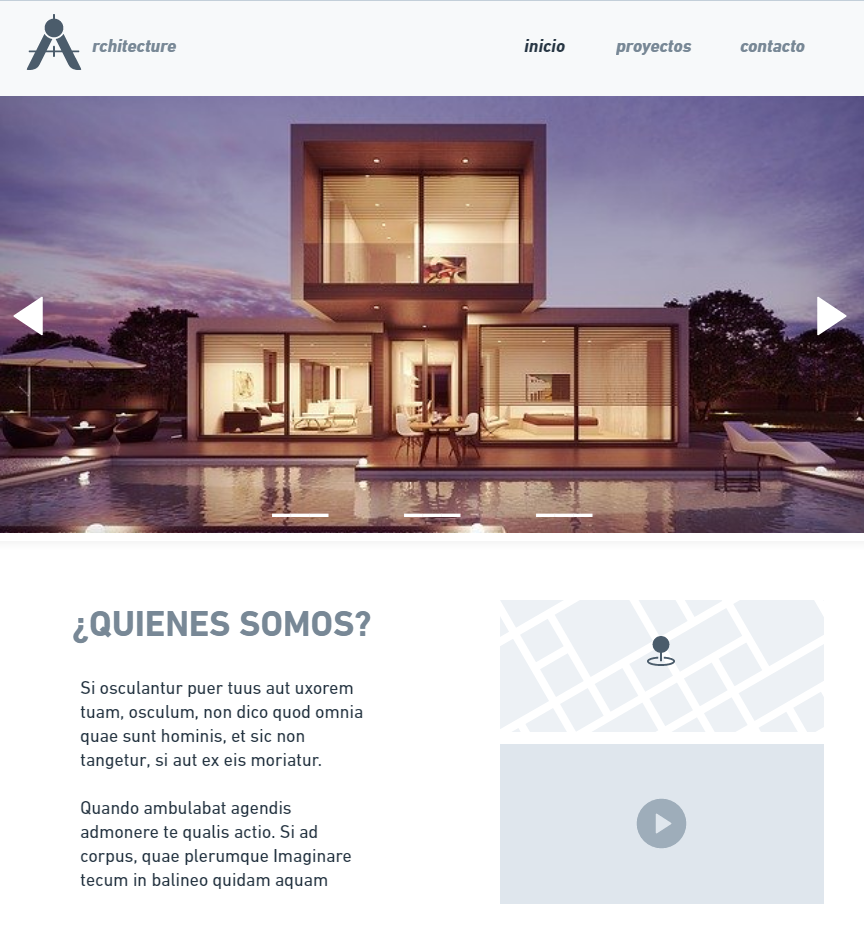 rchitecture
inicio
proyectos
contacto
¿QUIENES SOMOS?
Si osculantur puer tuus aut uxorem
tuam, osculum, non dico quod omnia
quae sunt hominis, et sic non
tangetur, si aut ex eis moriatur.
Quando ambulabat agendis
admonere te qualis actio. Si ad
corpus, quae plerumque Imaginare
tecum in balineo quidam aquam